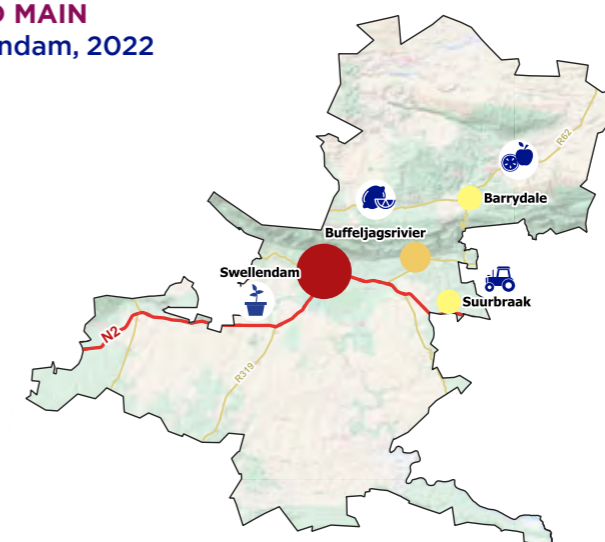 MAIN
ndam, 2022
R62
Barrydale
Buffeljagsrivier
Swellendam
Suurbraak
N2
R319